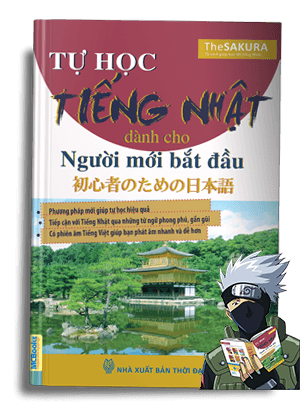 TheSAKURA
TỰ HỌC
TIẾNG NHẬT
dành cho
Người mới bắt đầu
初心者のための日本語
Phương pháp mới giúp tự học hiệu quả
Tiếp cận với Tiếng Nhật qua những từ ngữ phong phú, gần gũi
Có phiên âm Tiếng Việt giúp bạn phát âm nhanh và dễ hơn
MCBooks
NHÀ XUẤT BẢN THỜI ĐẠ